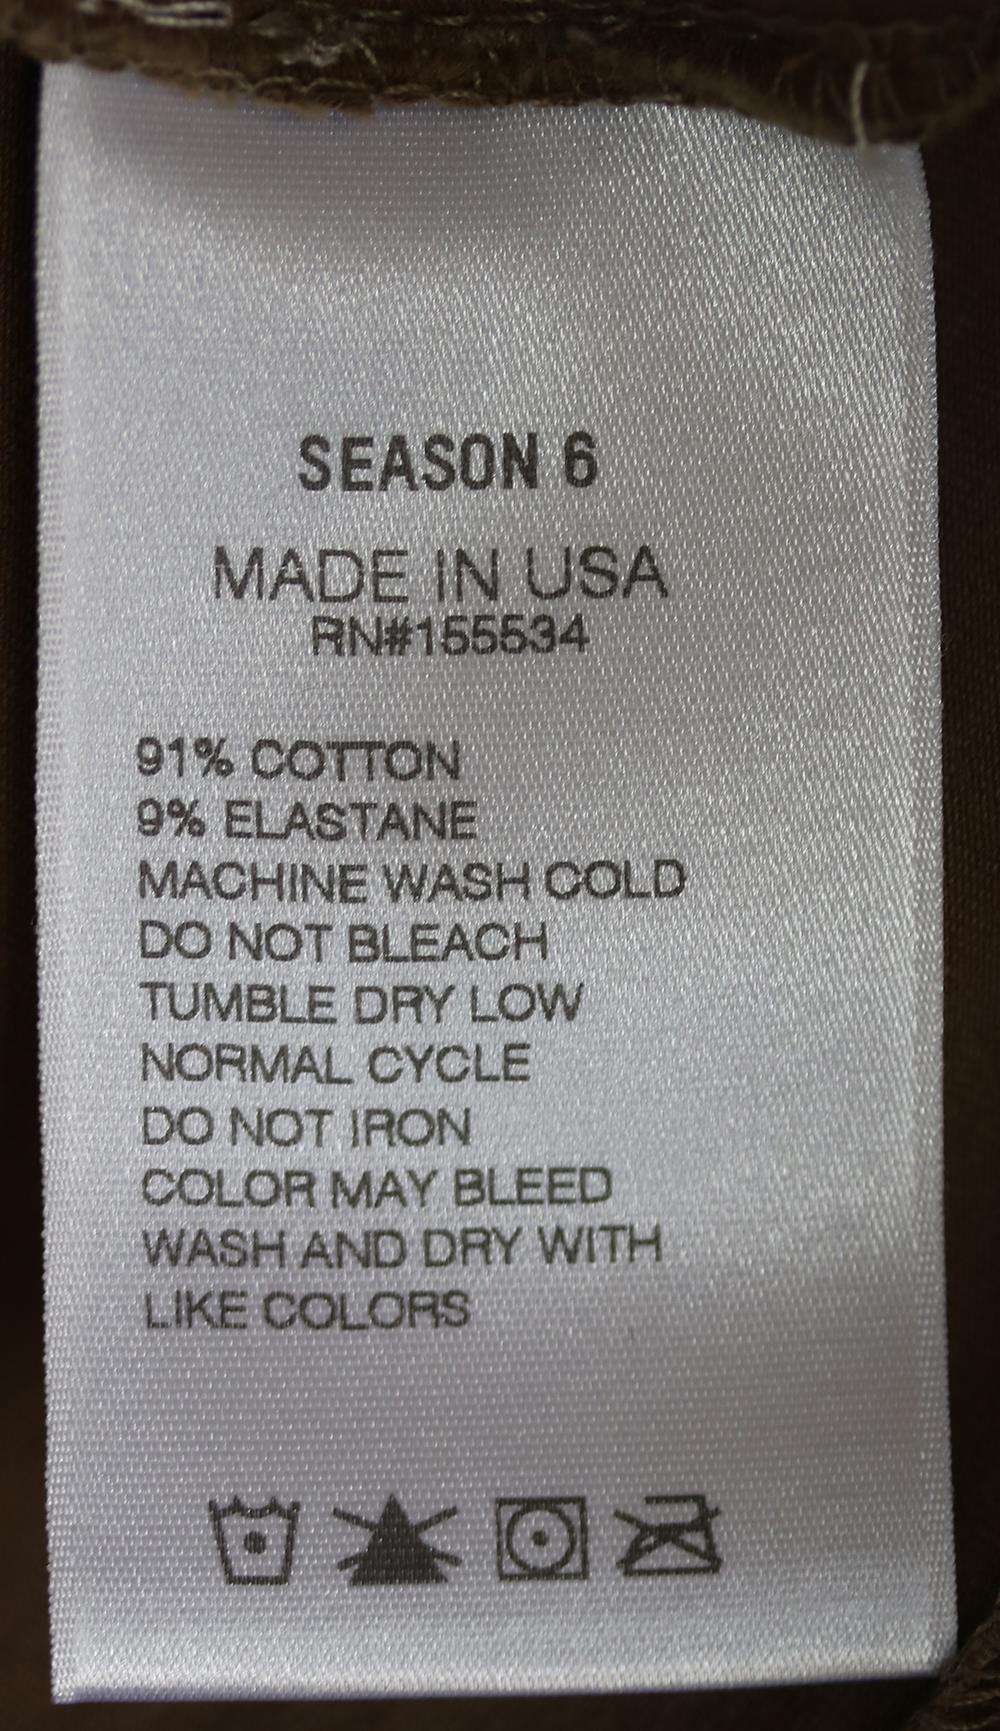 SEASON 6
MADE IN USA
RN#155534
91% COTTON
9% ELASTANE
MACHINE WASH COLD
DO NOT BLEACH
TUMBLE DRY LOW
NORMAL CYCLE
DO NOT IRON
COLOR MAY BLEED
WASH AND DRY WITH
LIKE COLORS